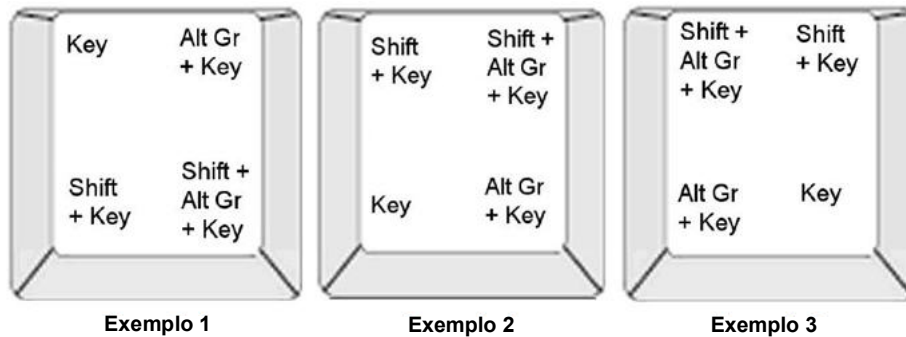 Key
Alt Gr
+ Key
Shift
+ Key
Shift +
Alt Gr
+ Key
Exemplo 1
Shift
+ Key
Shift +
Alt Gr
+ Key
Key
Alt Gr
+ Key
Exemplo 2
Shift +
Alt Gr
+ Key
Shift
+ Key
Alt Gr
+ Key
Key
Exemplo 3